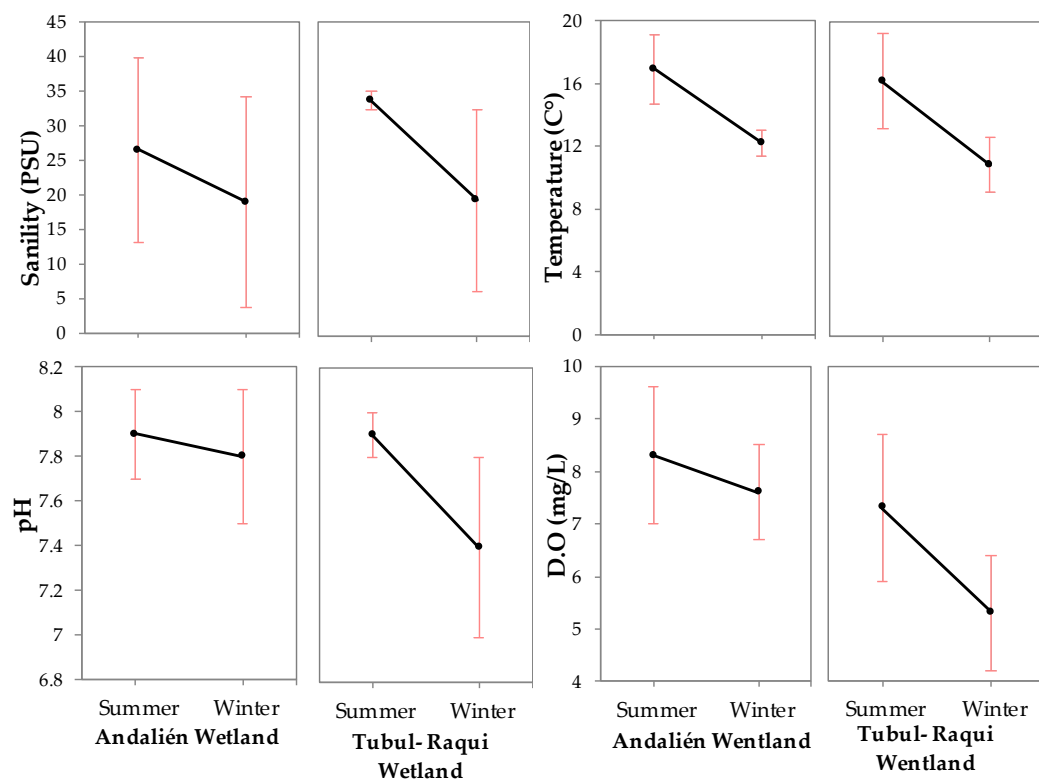 Sanility (PSU)
45
40
35
30
25
20
15
10
5
0
Temperature (C°)
20
16
12
8
4
0
pH
8.2
8
7.8
7.6
7.4
7.2
7
6.8
D.O (mg/L)
10
9
8
7
6
5
4
Summer Winter
Andalién Wetland
Summer Winter
Tubul- Raqui
Wetland
Summer Winter
Andalién Wentland
Summer Winter
Tubul- Raqui
Wentland